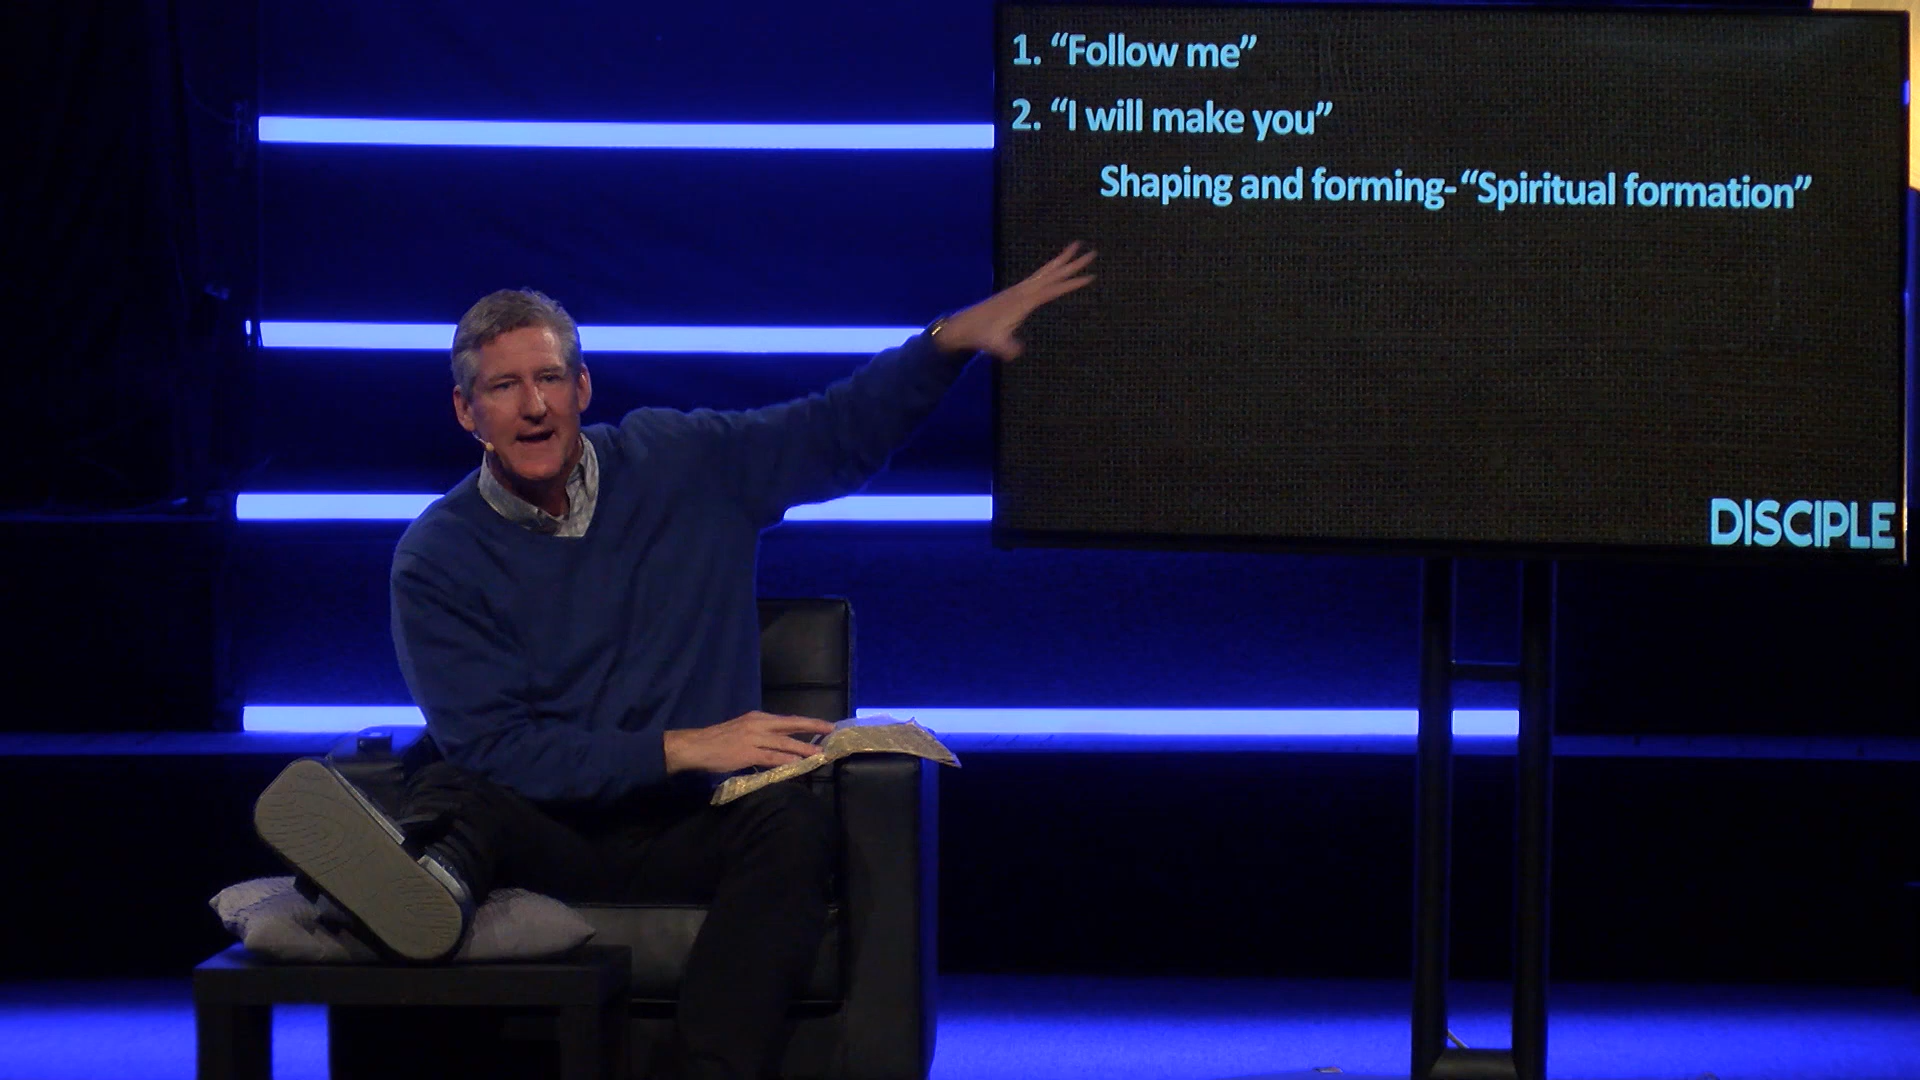 1. “Follow me”
2. “I will make you”
Shaping and forming- “Spiritual formation”
DISCIPLE